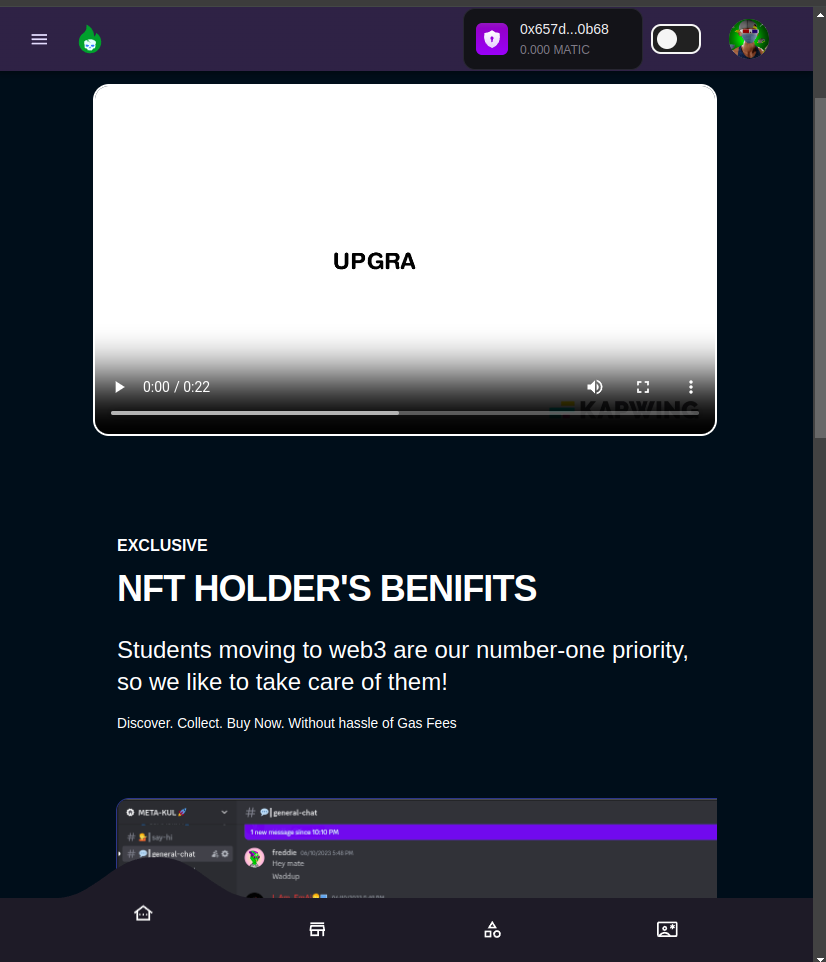 0x657d...0b68
0.000 MATIC
UPGRA
0:00 / 0:22
KAPWING
EXCLUSIVE
NFT HOLDER'S BENIFITS
Students moving to web3 are our number-one priority,
so we like to take care of them!
Discover. Collect. Buy Now. Without hassle of Gas Fees
META-KUL
# general-chat
1 new message since 10:10 PM
# say-hi
freddie 06/10/2022 5:48 PM
# general-chat
Hey mate
Waddup